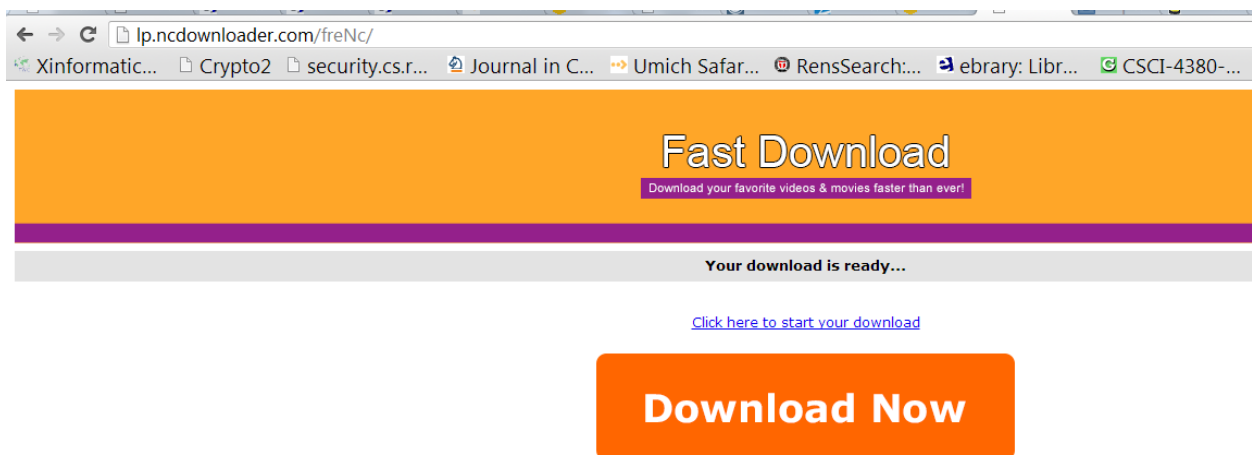 lp.ncdownloader.com/freNc/
Xinformatic... Crypto2 security.cs.r... Journal in C... Umich Safar... RensSearch:... ebrary: Libr... CSCI-4380-...
Fast Download
Download your favorite videos & movies faster than ever!
Your download is ready...
Click here to start your download
Download Now